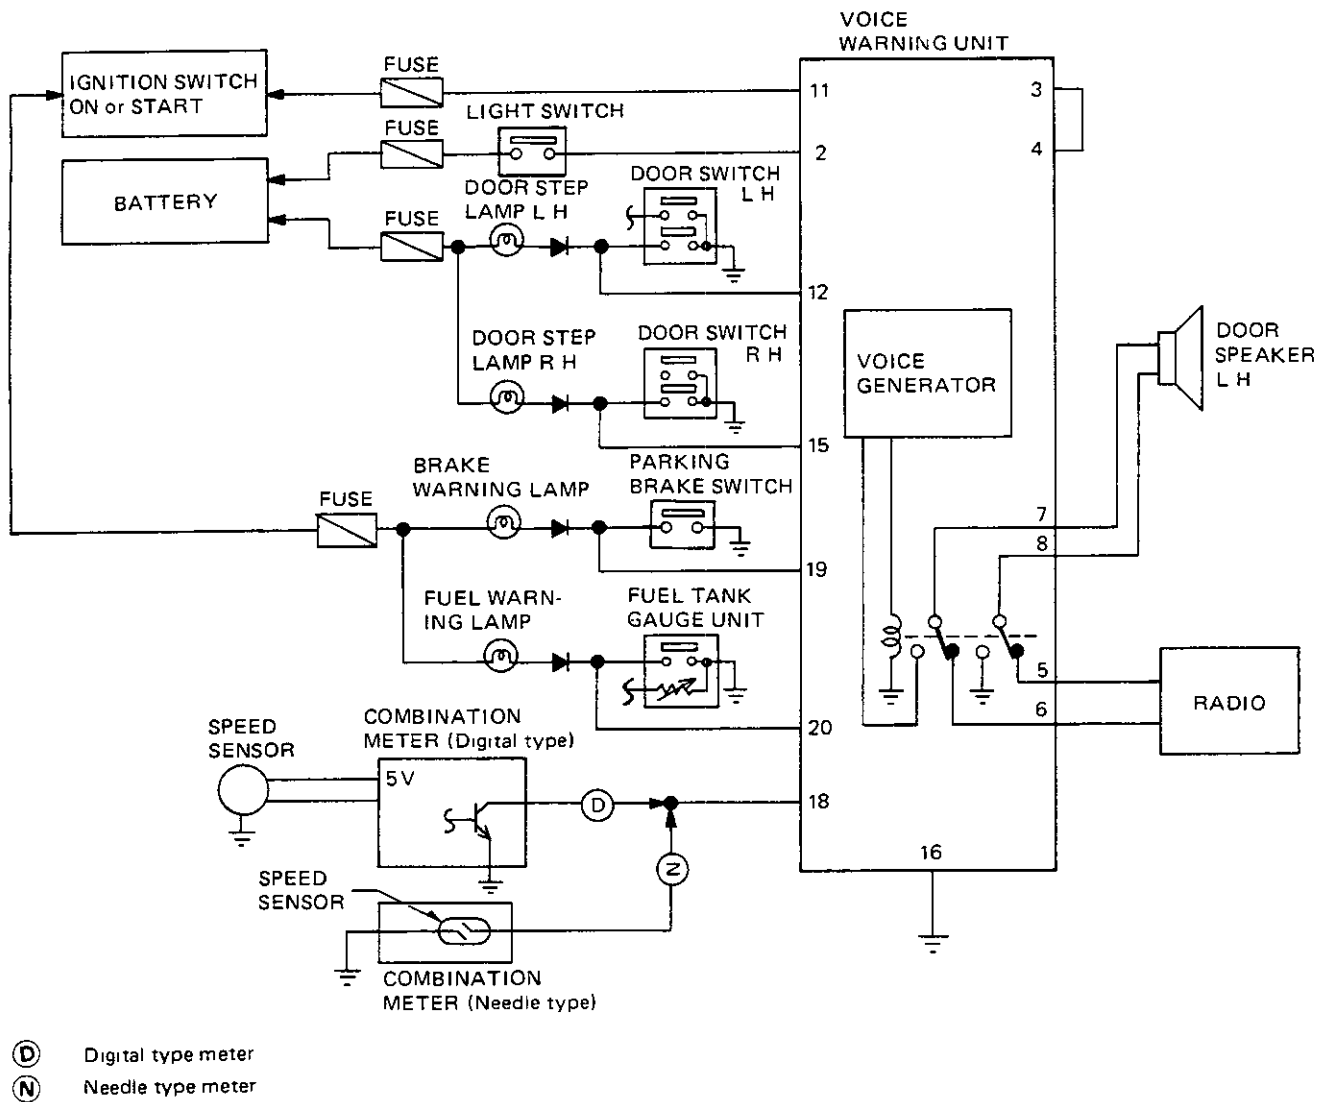 VOICE
WARNING UNIT
IGNITION SWITCH
ON or START
FUSE
11
3
LIGHT SWITCH
FUSE
2
4
BATTERY
DOOR STEP
LAMP L H
DOOR SWITCH
L H
FUSE
12
DOOR STEP
LAMP R H
DOOR SWITCH
R H
VOICE
GENERATOR
DOOR
SPEAKER
L H
15
BRAKE
WARNING LAMP
PARKING
BRAKE SWITCH
FUSE
7
8
19
FUEL WARN-
ING LAMP
FUEL TANK
GAUGE UNIT
5
6
RADIO
20
SPEED
SENSOR
COMBINATION
METER (Digital type)
5V
D
18
N
16
SPEED
SENSOR
COMBINATION
METER (Needle type)
D Digital type meter
N Needle type meter